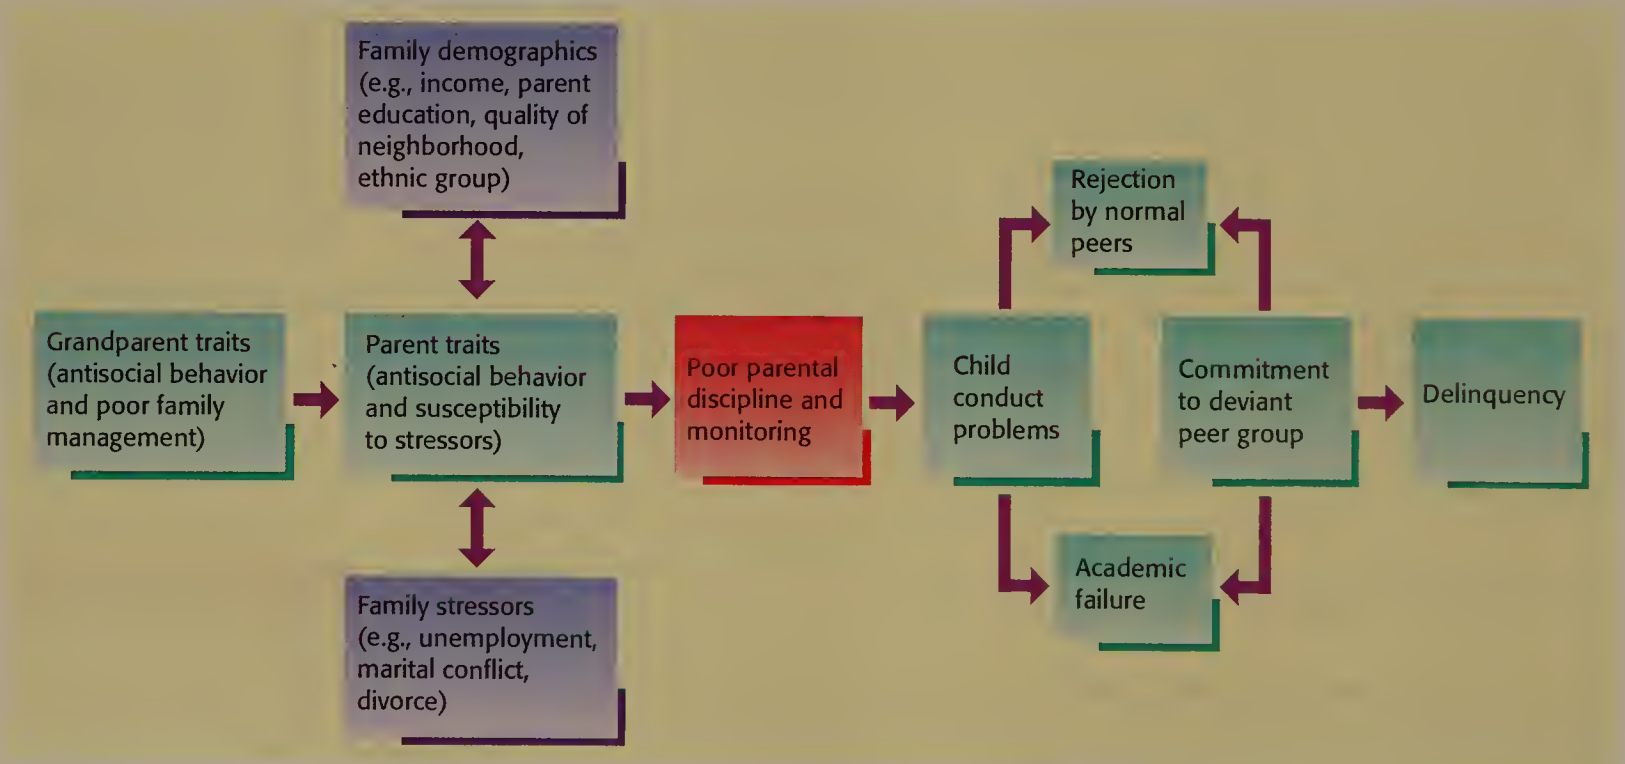 Family demographics
(e.g., income, parent
education, quality of
neighborhood,
ethnic group)
Grandparent traits
(antisocial behavior
and poor family
management)
Parent traits
(antisocial behavior
and susceptibility
to stressors)
Family stressors
(e.g., unemployment,
marital conflict,
divorce)
Poor parental
discipline and
monitoring
Child
conduct
problems
Rejection
by normal
peers
Academic
failure
Commitment
to deviant
peer group
Delinquency